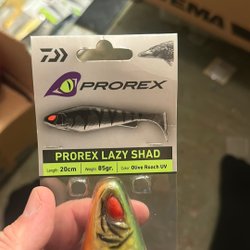 PROREX
PROREX LAZY SHAD
Length: 20cm Weight: 85gr. Color: Olive Roach UV